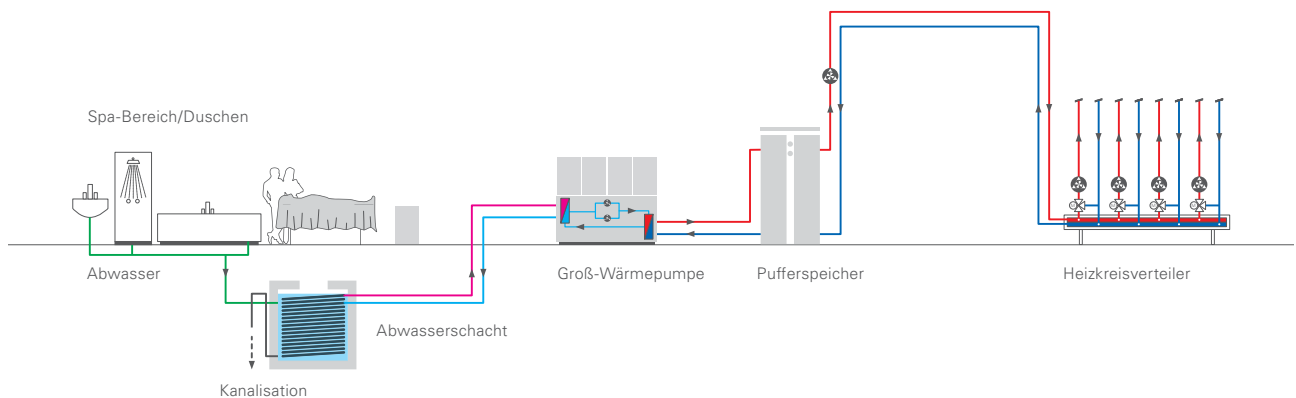 Spa-Bereich/Duschen
Abwasser
Groß-Wärmepumpe
Pufferspeicher
Heizkreisverteiler
Abwasserschacht
Kanalisation